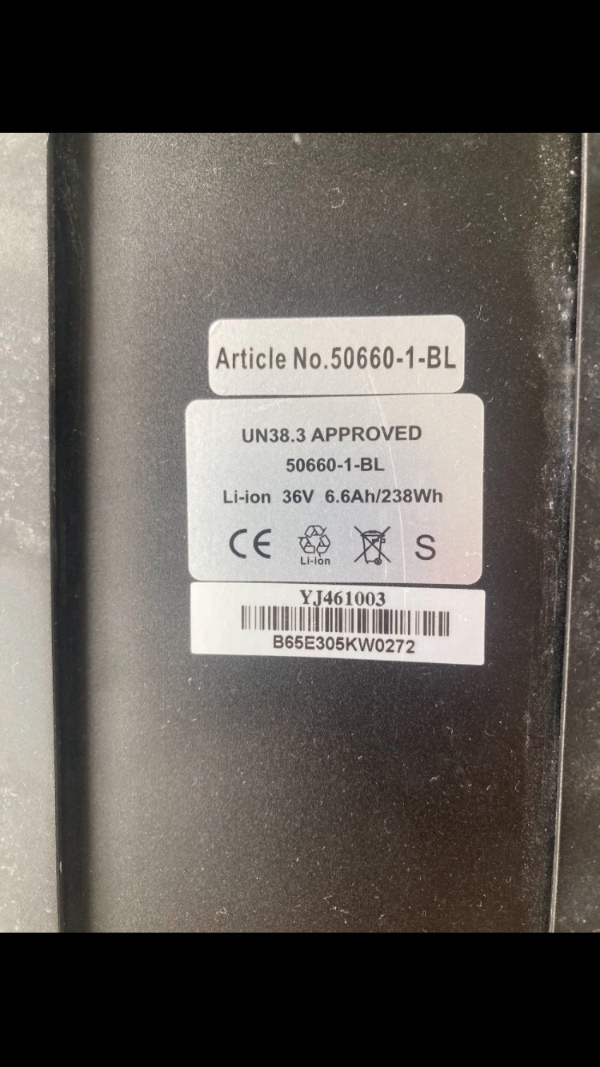 Article No.50660-1-BL
UN38.3 APPROVED
50660-1-BL
Li-ion 36V 6.6Ah/238Wh
CE Li-ion S
YJ461003
B65E305KW0272